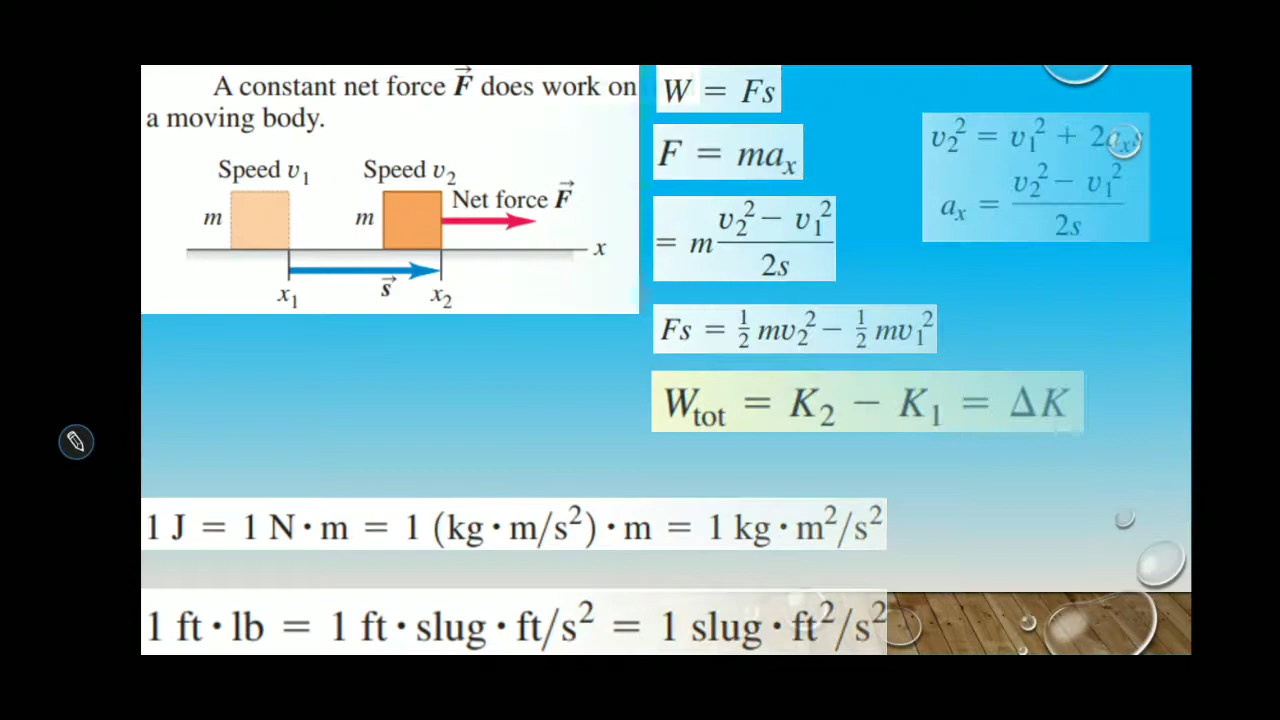 A constant net force F⃗ does work on
a moving body.
Speed v₁ Speed v₂
Net force F⃗
m m
x
s⃗
x₁ x₂
W = Fs
F = maₓ
= m (v₂² − v₁²)/2s
Fs = ½ mv₂² − ½ mv₁²
W_tot = K₂ − K₁ = ΔK
v₂² = v₁² + 2aₓs
aₓ = (v₂² − v₁²)/2s
1 J = 1 N·m = 1 (kg·m/s²)·m = 1 kg·m²/s²
1 ft·lb = 1 ft·slug·ft/s² = 1 slug·ft²/s²